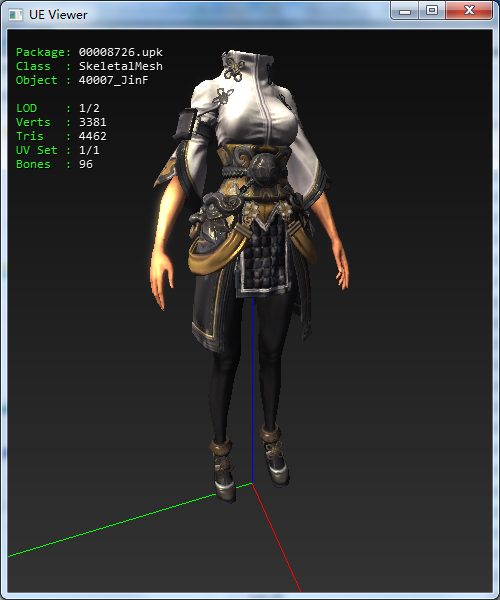 UE Viewer
Package: 00008726.upk
Class : SkeletalMesh
Object : 40007_JinF
LOD : 1/2
Verts : 3381
Tris : 4462
UV Set : 1/1
Bones : 96